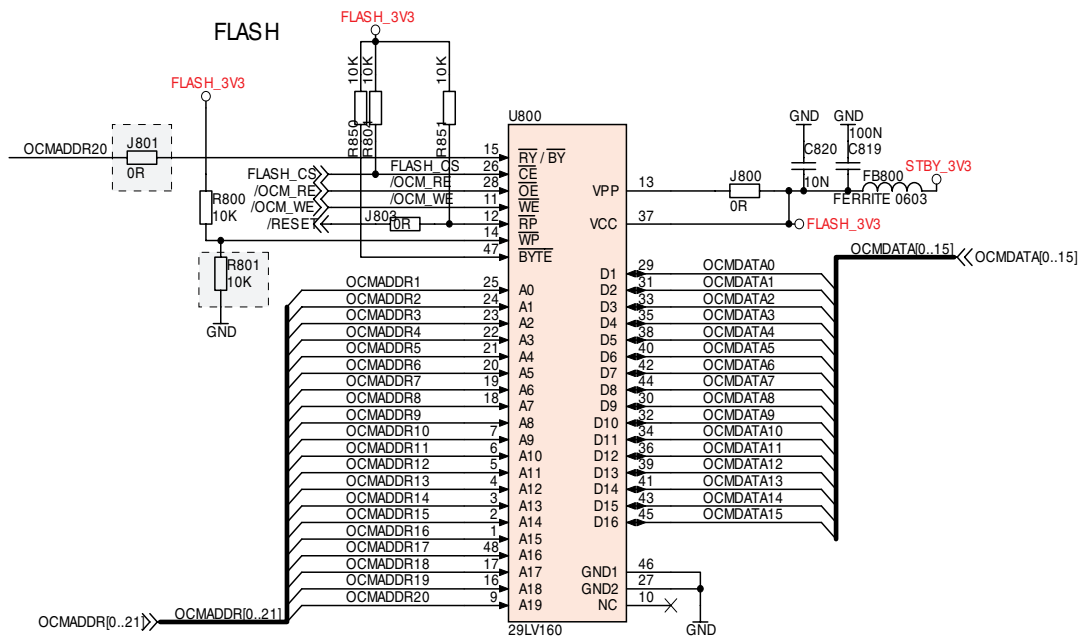 FLASH
FLASH_3V3
FLASH_3V3
10K
10K
10K
R850
R804
R851
OCMADDR20
J801
0R
R800
10K
R801
10K
GND
FLASH_CS
/OCM_RE
/OCM_WE
/RESET
FLASH_CS
/OCM_RE
/OCM_WE
J803
0R
U800
15 RY / BY
26 CE
28 OE
11 WE
12 RP
14 WP
47 BYTE
OCMADDR1 25 A0
OCMADDR2 24 A1
OCMADDR3 23 A2
OCMADDR4 22 A3
OCMADDR5 21 A4
OCMADDR6 20 A5
OCMADDR7 19 A6
OCMADDR8 18 A7
OCMADDR9 A8
OCMADDR10 7 A9
OCMADDR11 6 A10
OCMADDR12 5 A11
OCMADDR13 4 A12
OCMADDR14 3 A13
OCMADDR15 2 A14
OCMADDR16 1 A15
OCMADDR17 48 A16
OCMADDR18 17 A17
OCMADDR19 16 A18
OCMADDR20 9 A19
OCMADDR[0..21]
OCMADDR[0..21]
29LV160
VPP 13
VCC 37
J800
0R
GND
GND
C820
10N
100N
C819
FB800
FERRITE 0603
STBY_3V3
FLASH_3V3
OCMDATA[0..15]
OCMDATA[0..15]
D1 29 OCMDATA0
D2 31 OCMDATA1
D3 33 OCMDATA2
D4 35 OCMDATA3
D5 38 OCMDATA4
D6 40 OCMDATA5
D7 42 OCMDATA6
D8 44 OCMDATA7
D9 30 OCMDATA8
D10 32 OCMDATA9
D11 34 OCMDATA10
D12 36 OCMDATA11
D13 39 OCMDATA12
D14 41 OCMDATA13
D15 43 OCMDATA14
D16 45 OCMDATA15
GND1 46
GND2 27
NC 10
GND